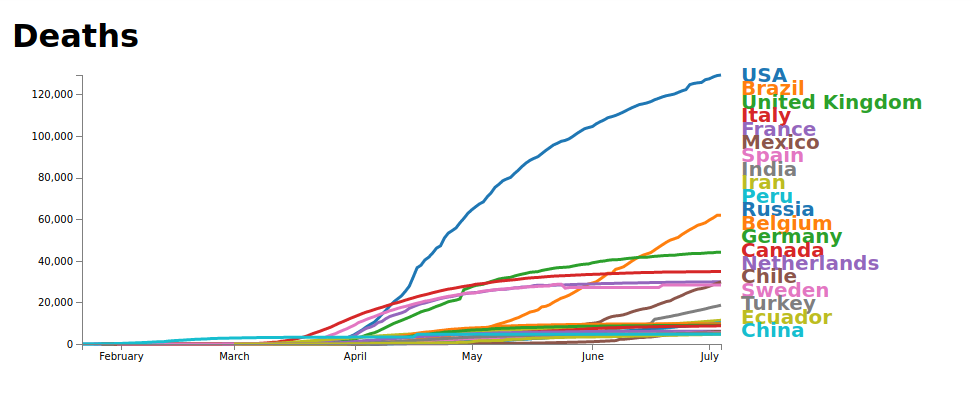 Deaths
120,000
100,000
80,000
60,000
40,000
20,000
0
February March April May June July
USA
Brazil
United Kingdom
Italy
France
Mexico
Spain
India
Iran
Peru
Russia
Belgium
Germany
Canada
Netherlands
Chile
Sweden
Turkey
Ecuador
China